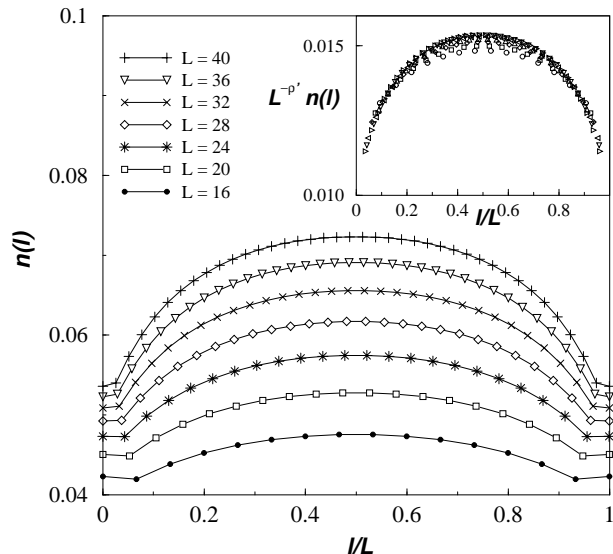 0.1
0.08
0.06
0.04
n(l)
L = 40
L = 36
L = 32
L = 28
L = 24
L = 20
L = 16
0.015
0.010
L^{-ρ'} n(l)
0 0.2 0.4 0.6 0.8
l/L
0 0.2 0.4 0.6 0.8 1
l/L